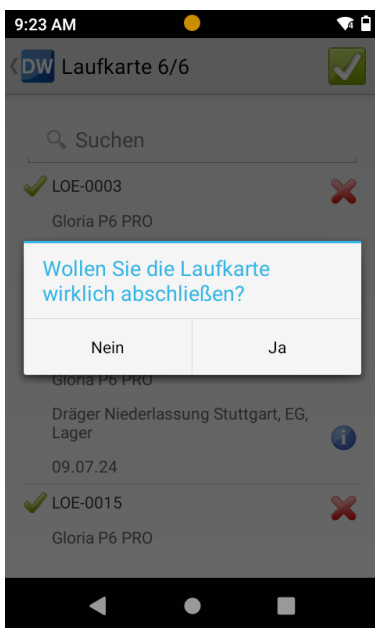 9:23 AM
DW Laufkarte 6/6
Suchen
LOE-0003
Gloria P6 PRO
Wollen Sie die Laufkarte
wirklich abschließen?
Nein Ja
Gloria P6 PRO
Dräger Niederlassung Stuttgart, EG,
Lager
09.07.24
LOE-0015
Gloria P6 PRO